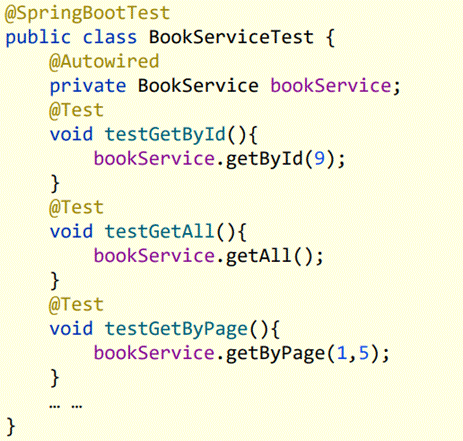 @SpringBootTest
public class BookServiceTest {
    @Autowired
    private BookService bookService;
    @Test
    void testGetById(){
        bookService.getById(9);
    }
    @Test
    void testGetAll(){
        bookService.getAll();
    }
    @Test
    void testGetByPage(){
        bookService.getByPage(1,5);
    }
    … …
}